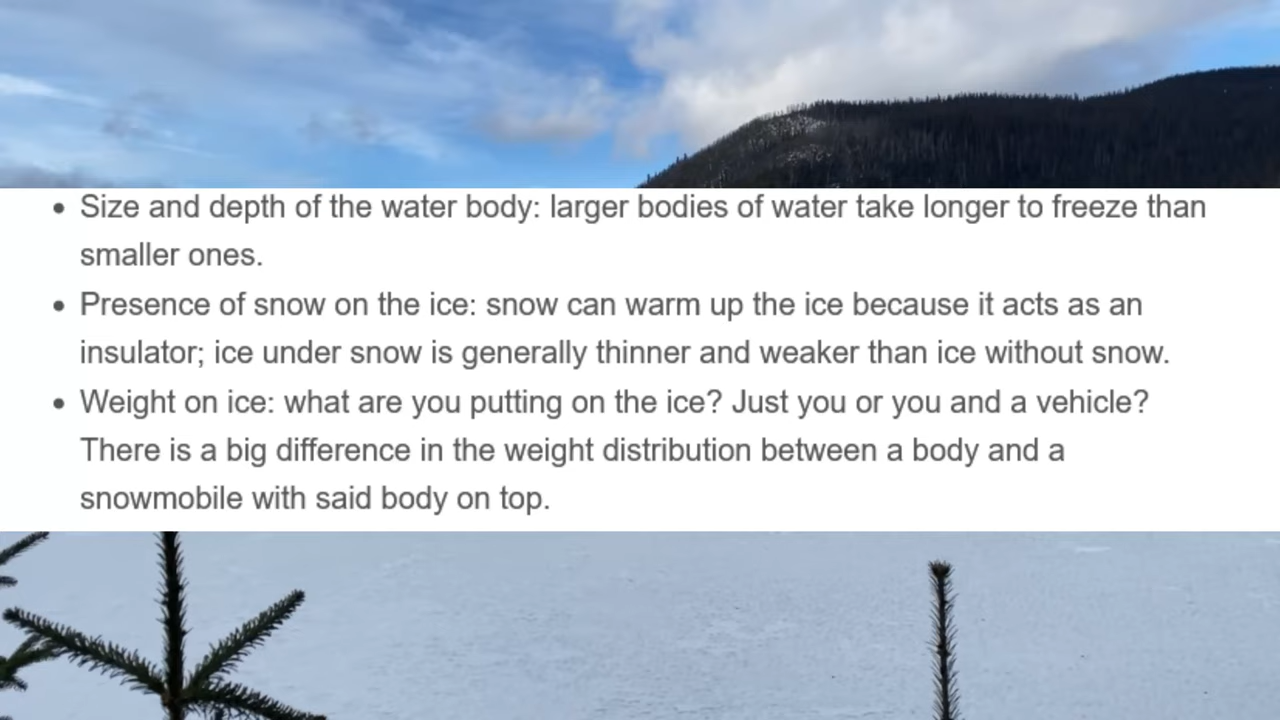 • Size and depth of the water body: larger bodies of water take longer to freeze than
smaller ones.
• Presence of snow on the ice: snow can warm up the ice because it acts as an
insulator; ice under snow is generally thinner and weaker than ice without snow.
• Weight on ice: what are you putting on the ice? Just you or you and a vehicle?
There is a big difference in the weight distribution between a body and a
snowmobile with said body on top.